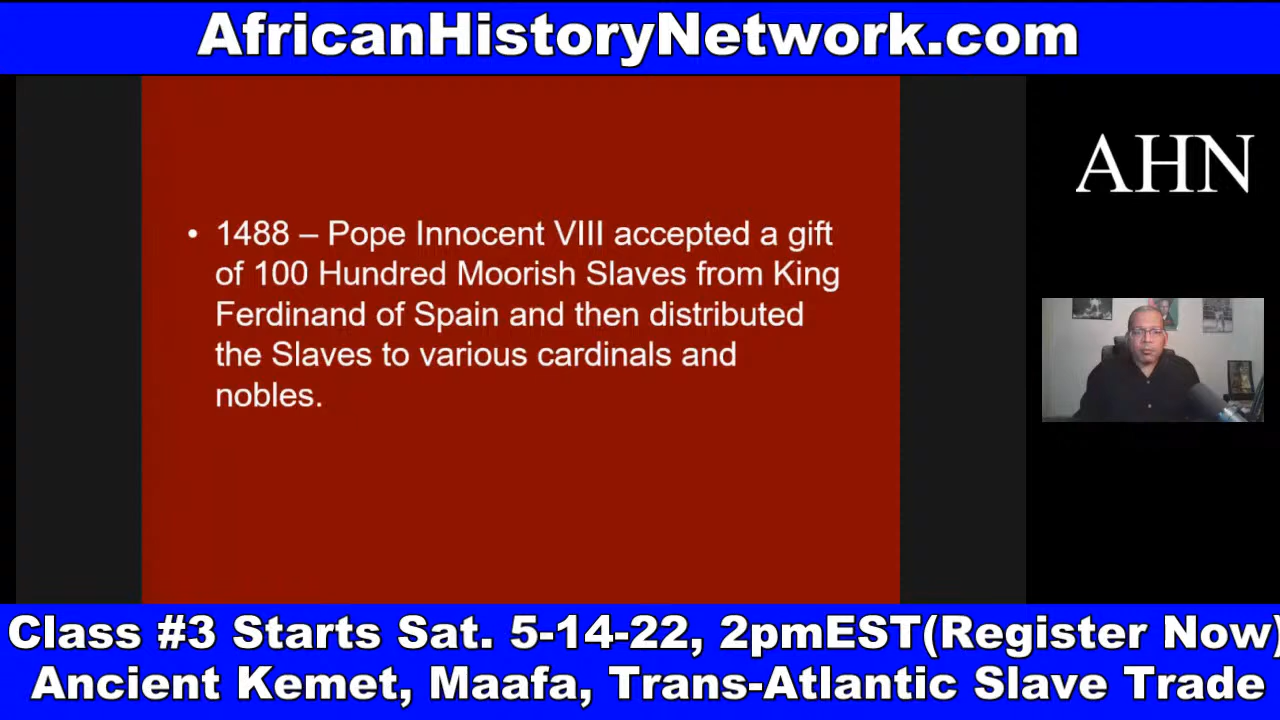 AfricanHistoryNetwork.com
AHN
• 1488 – Pope Innocent VIII accepted a gift
of 100 Hundred Moorish Slaves from King
Ferdinand of Spain and then distributed
the Slaves to various cardinals and
nobles.
Class #3 Starts Sat. 5-14-22, 2pmEST(Register Now)
Ancient Kemet, Maafa, Trans-Atlantic Slave Trade